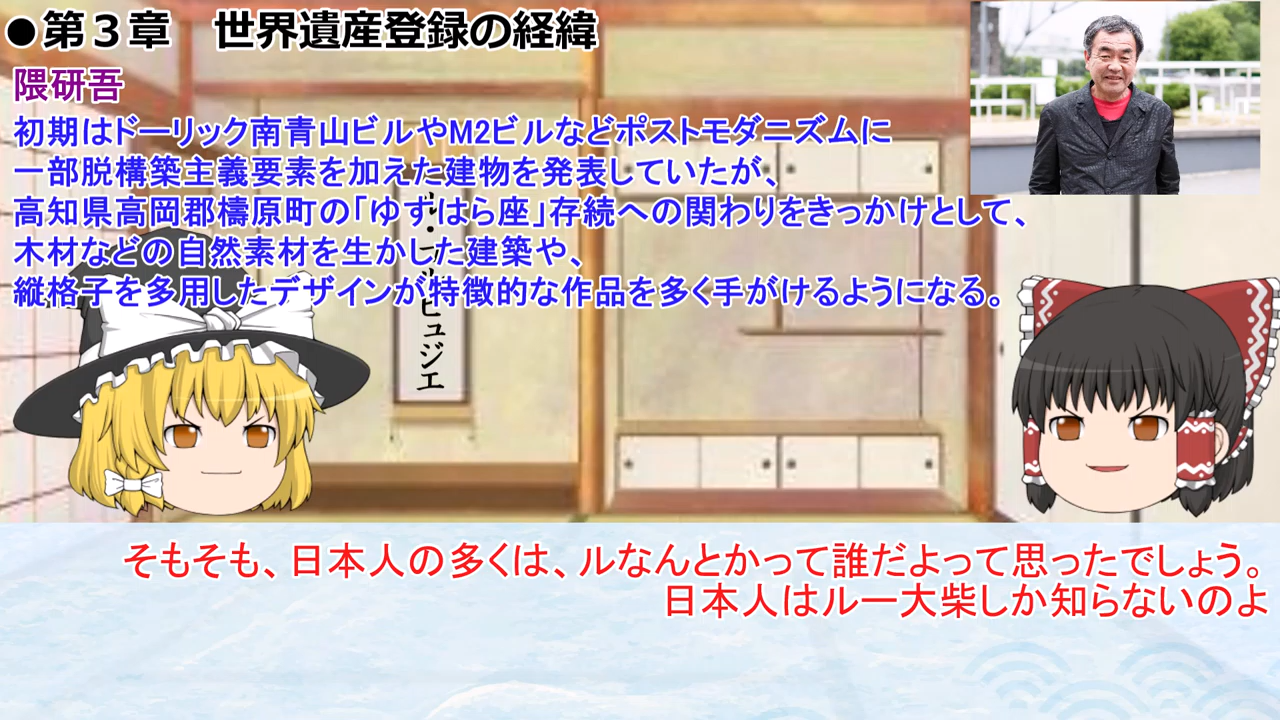 ●第３章　世界遺産登録の経緯
隈研吾
初期はドーリック南青山ビルやM2ビルなどポストモダニズムに
一部脱構築主義要素を加えた建物を発表していたが、
高知県高岡郡檮原町の「ゆすはら座」存続への関わりをきっかけとして、
木材などの自然素材を生かした建築や、
縦格子を多用したデザインが特徴的な作品を多く手がけるようになる。
ル・コルビュジエ
そもそも、日本人の多くは、ルなんとかって誰だよって思ったでしょう。
日本人はルー大柴しか知らないのよ